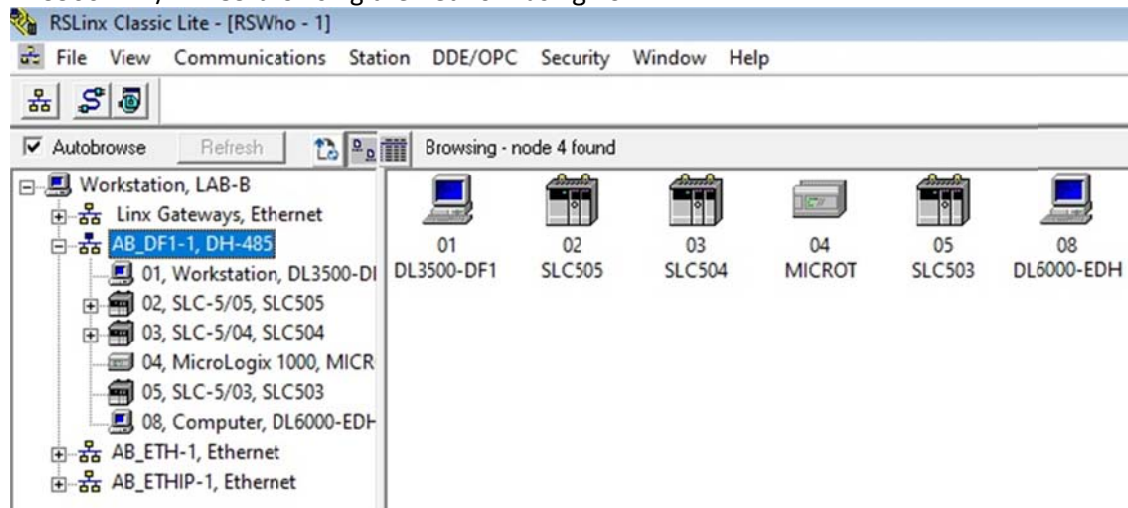 RSLinx Classic Lite - [RSWho - 1]
File View Communications Station DDE/OPC Security Window Help
Autobrowse Refresh Browsing - node 4 found
Workstation, LAB-B
Linx Gateways, Ethernet
AB_DF1-1, DH-485
01, Workstation, DL3500-DI
02, SLC-5/05, SLC505
03, SLC-5/04, SLC504
04, MicroLogix 1000, MICR
05, SLC-5/03, SLC503
08, Computer, DL6000-EDH
AB_ETH-1, Ethernet
AB_ETHIP-1, Ethernet
01 02 03 04 05 08
DL3500-DF1 SLC505 SLC504 MICROT SLC503 DL6000-EDH